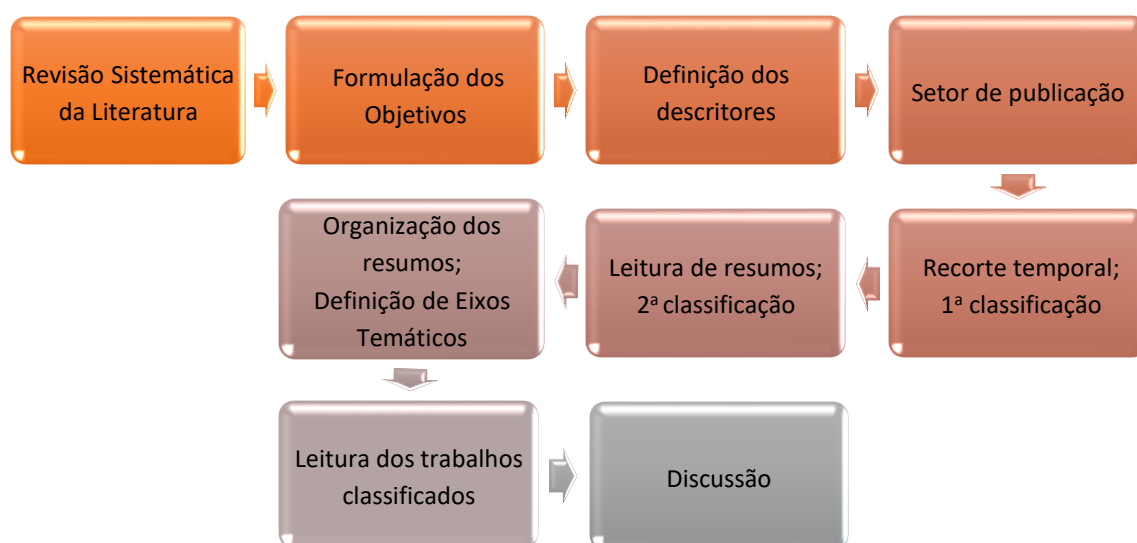 Revisão Sistemática
da Literatura
Formulação dos
Objetivos
Definição dos
descritores
Setor de publicação
Recorte temporal;
1ª classificação
Leitura de resumos;
2ª classificação
Organização dos
resumos;
Definição de Eixos
Temáticos
Leitura dos trabalhos
classificados
Discussão